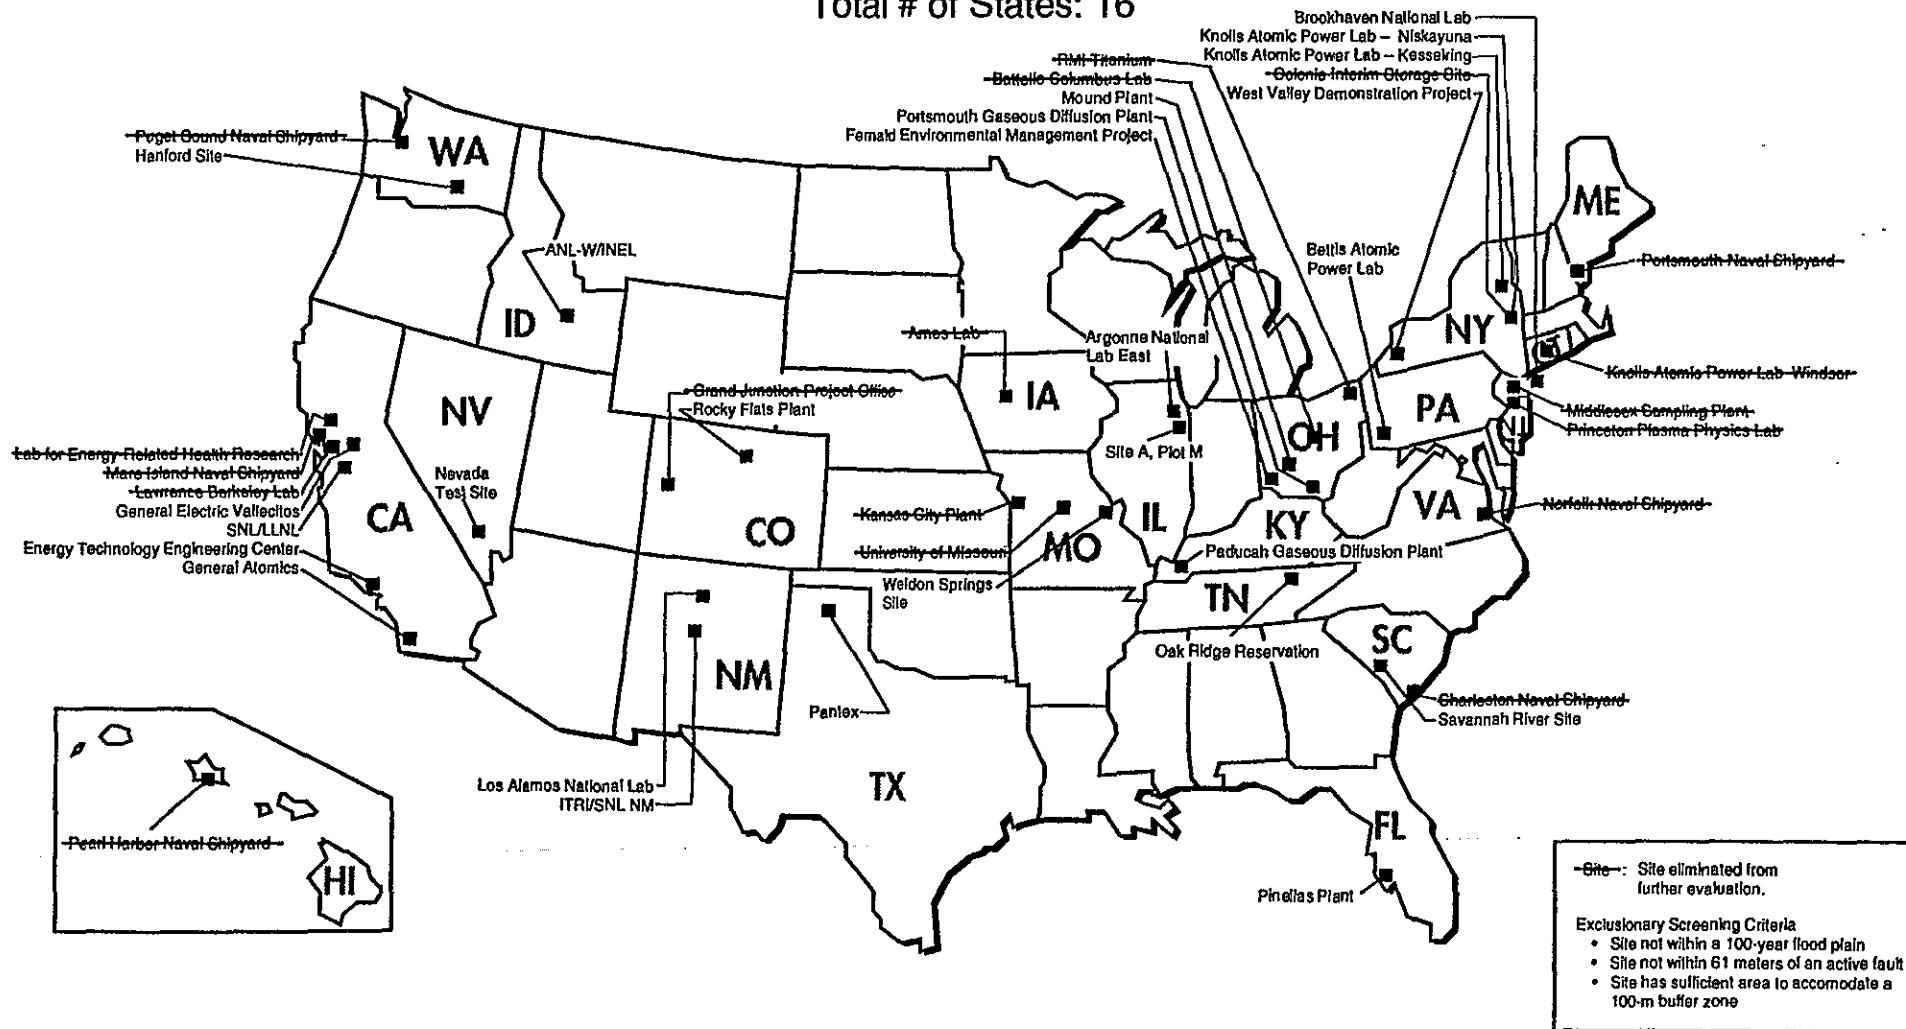 Total # of States: 16
Brookhaven National Lab
Knolls Atomic Power Lab – Niskayuna
Knolls Atomic Power Lab – Kesselring
Colonie Interim Storage Site
West Valley Demonstration Project
RMI Titanium
Battelle Columbus Lab
Mound Plant
Portsmouth Gaseous Diffusion Plant
Fernald Environmental Management Project
Puget Sound Naval Shipyard
Hanford Site
WA
ME
ANL-W/INEL
Bettis Atomic
Power Lab
Portsmouth Naval Shipyard
ID
NY
Ames Lab
Argonne National
Lab East
CT
Knolls Atomic Power Lab-Windsor
Grand Junction Project Office
Rocky Flats Plant
NV
IA
PA
Middlesex Sampling Plant
Princeton Plasma Physics Lab
OH
NJ
Site A, Plot M
Lab for Energy-Related Health Research
Mare Island Naval Shipyard
Lawrence Berkeley Lab
General Electric Vallecitos
SNL/LLNL
Energy Technology Engineering Center
General Atomics
Nevada
Test Site
CA
CO
Kansas City Plant
University of Missouri
MO
Weldon Springs
Site
IL
KY
VA
Norfolk Naval Shipyard
Paducah Gaseous Diffusion Plant
TN
Oak Ridge Reservation
SC
Charleston Naval Shipyard
Savannah River Site
NM
Pantex
Los Alamos National Lab
ITRI/SNL NM
TX
FL
Pinellas Plant
Pearl Harbor Naval Shipyard
HI
Site : Site eliminated from
further evaluation.
Exclusionary Screening Criteria
• Site not within a 100-year flood plain
• Site not within 61 meters of an active fault
• Site has sufficient area to accomodate a
100-m buffer zone